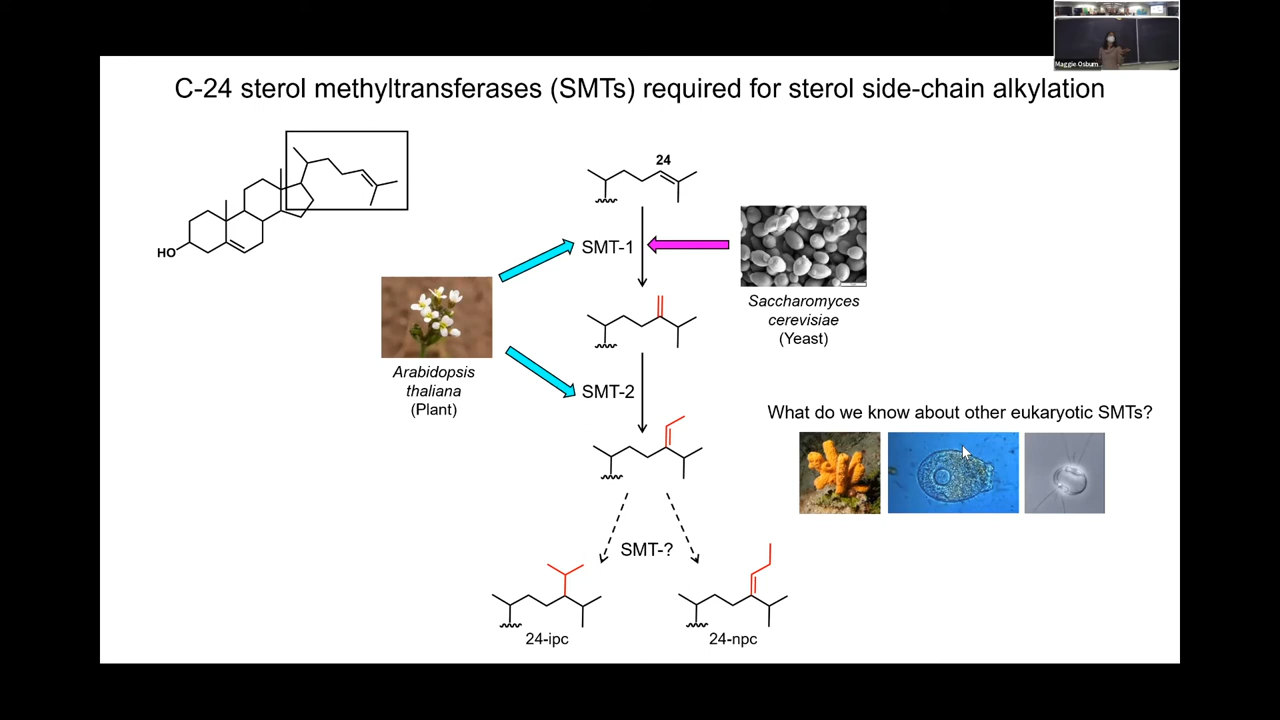 Maggie Osburn
C-24 sterol methyltransferases (SMTs) required for sterol side-chain alkylation
HO
24
SMT-1
Saccharomyces
cerevisiae
(Yeast)
Arabidopsis
thaliana
(Plant)
SMT-2
What do we know about other eukaryotic SMTs?
SMT-?
24-ipc
24-npc